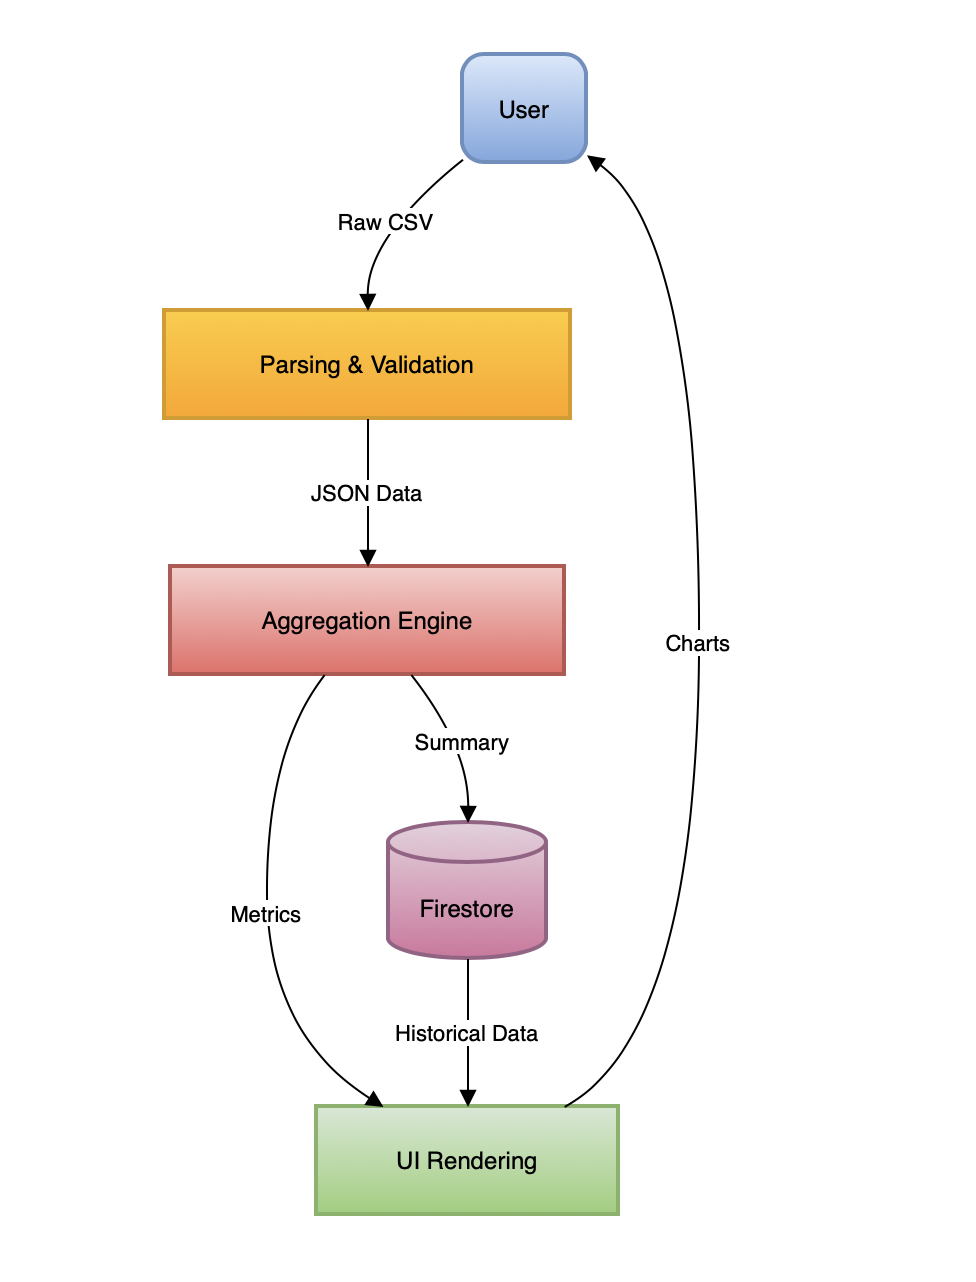 User
Raw CSV
Parsing & Validation
JSON Data
Aggregation Engine
Charts
Summary
Metrics
Firestore
Historical Data
UI Rendering